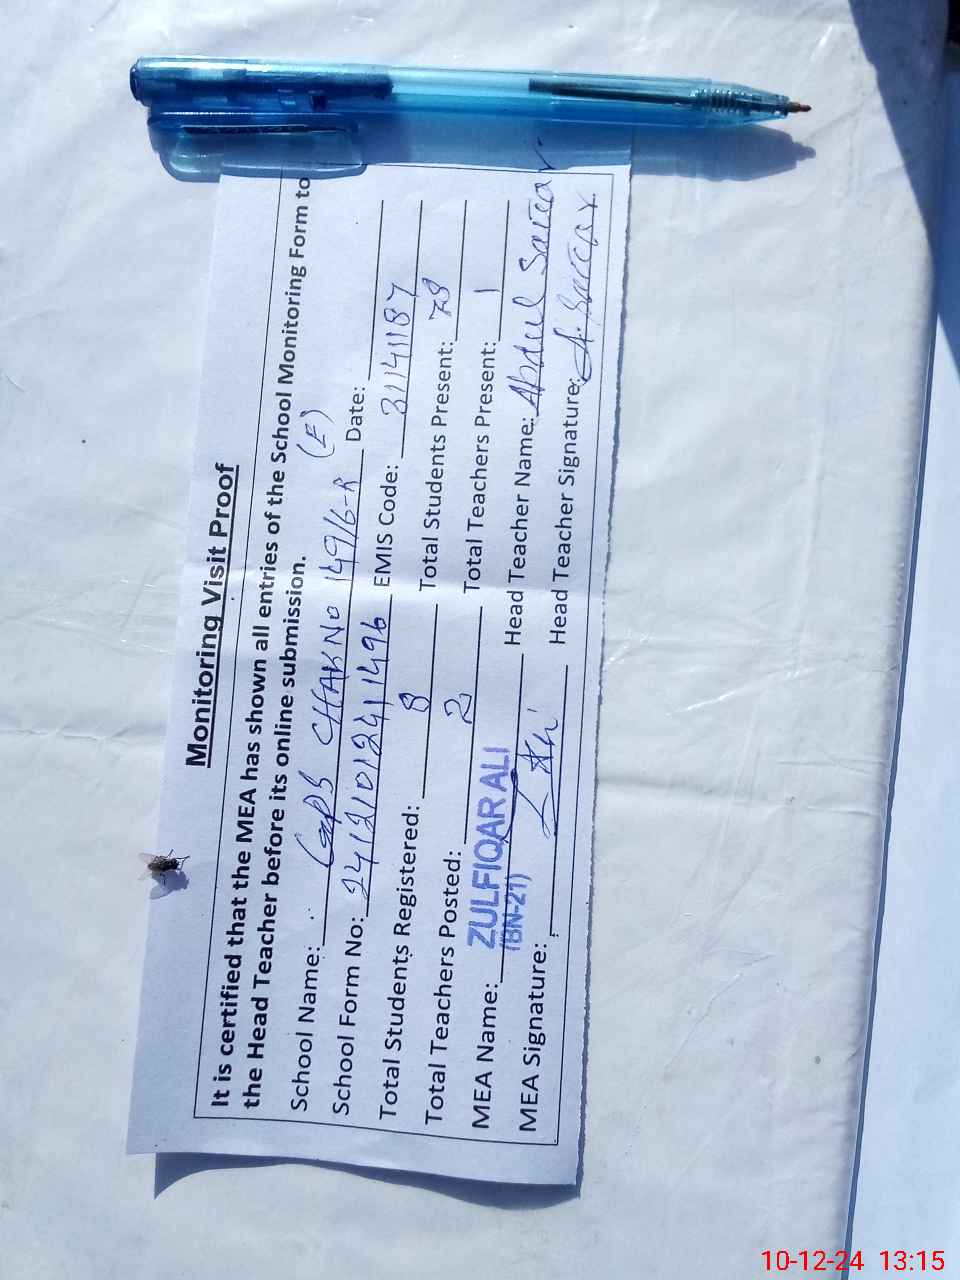 Monitoring Visit Proof
It is certified that the MEA has shown all entries of the School Monitoring Form to
the Head Teacher before its online submission.
School Name: GPS CHAK NO 149/6-R (E)
School Form No: 24121012411496 Date:
Total Students Registered: 8 EMIS Code: 31141187
Total Teachers Posted: 2 Total Students Present: 78
MEA Name: ZULFIQAR ALI Total Teachers Present: 1
(BN-21)
MEA Signature: Head Teacher Name: Abdul Sattar
Head Teacher Signature: A. Sattar
10-12-24 13:15